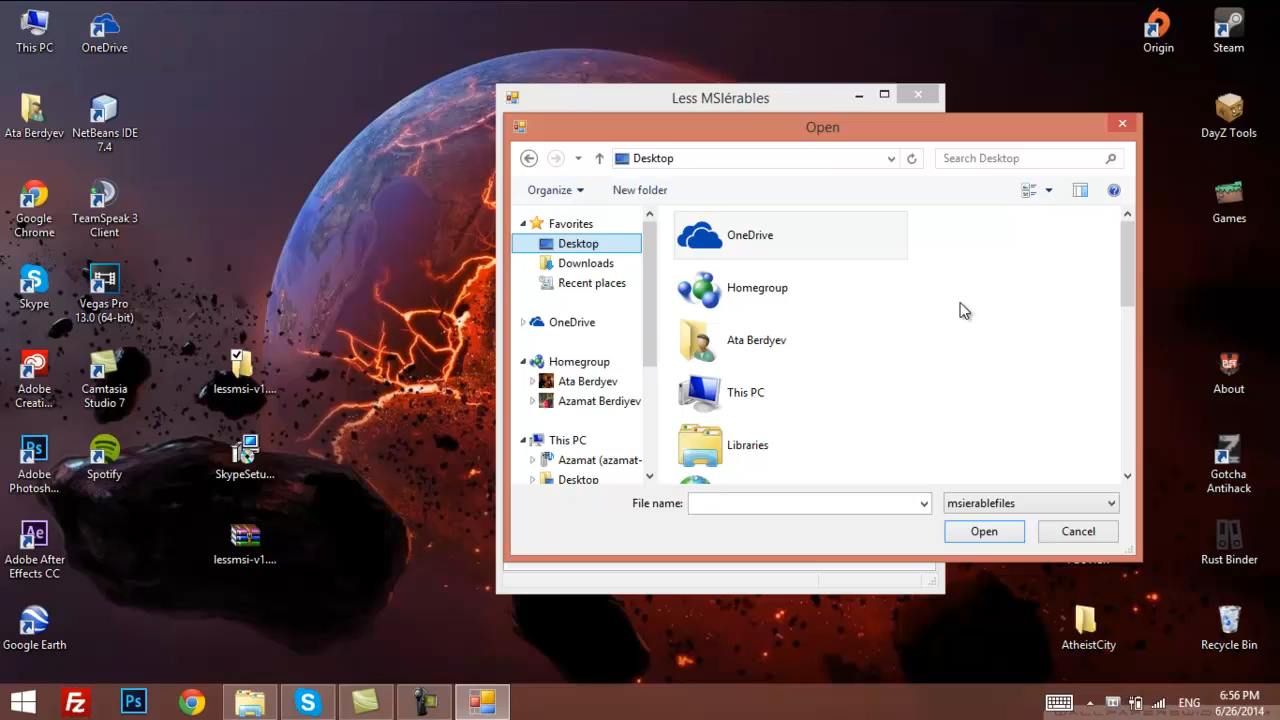 This PC
OneDrive
Origin
Steam
Ata Berdyev
NetBeans IDE
7.4
DayZ Tools
Google
Chrome
TeamSpeak 3
Client
Games
Skype
Vegas Pro
13.0 (64-bit)
Adobe
Creati...
Camtasia
Studio 7
lessmsi-v1....
About
Ps
Adobe
Photosh...
Spotify
SkypeSetu...
Gotcha
Antihack
Ae
Adobe After
Effects CC
lessmsi-v1....
Rust Binder
Google Earth
AtheistCity
Recycle Bin
Less MSIérables
Open
Desktop
Search Desktop
Organize
New folder
Favorites
Desktop
Downloads
Recent places
OneDrive
Homegroup
Ata Berdyev
Azamat Berdiyev
This PC
Azamat (azamat-
Desktop
OneDrive
Homegroup
Ata Berdyev
This PC
Libraries
File name:
msierablefiles
Open
Cancel
Fz
Ps
ENG
6:56 PM
6/26/2014